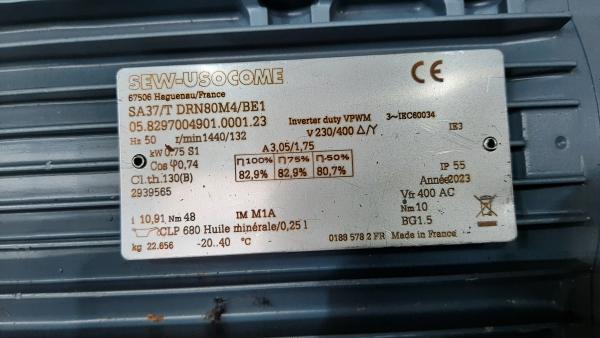 SEW-USOCOME
CE
67506 Haguenau/France
SA37/T DRN80M4/BE1
05.8297004901.0001.23
Inverter duty VPWM
3~IEC60034
Hz 50
r/min 1440/132
V 230/400 Δ/Y
IE3
kW 0.75 S1
A 3,05/1,75
Cos φ 0,74
η100% η75% η-50%
IP 55
Cl.th.130(B)
82,9% 82,9% 80,7%
Année2023
2939565
Vfr 400 AC
i 10,91 Nm 48
IM M1A
Nm 10
BG1.5
CLP 680 Huile minérale/0,25 l
kg 22.656
-20..40 °C
0188 578 2 FR Made in France